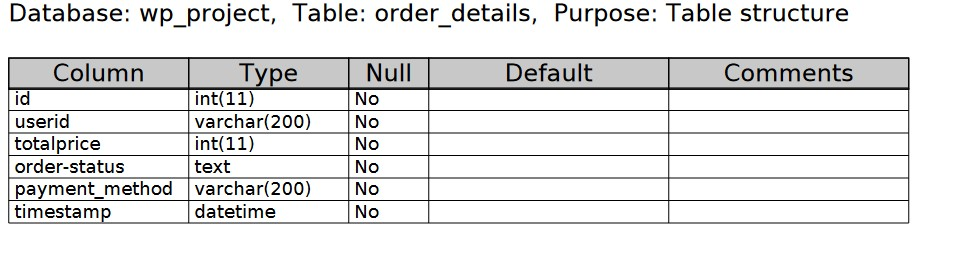 Database: wp_project, Table: order_details, Purpose: Table structure
Column Type Null Default Comments
id int(11) No
userid varchar(200) No
totalprice int(11) No
order-status text No
payment_method varchar(200) No
timestamp datetime No